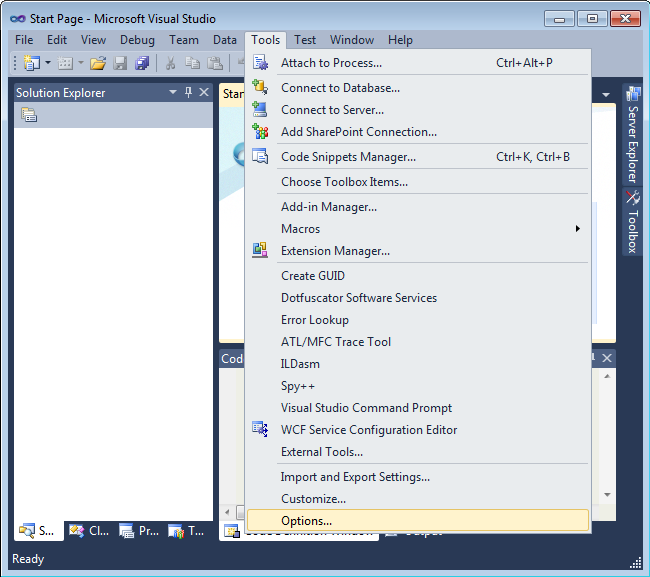 Start Page - Microsoft Visual Studio
File Edit View Debug Team Data Tools Test Window Help
Solution Explorer
Attach to Process... Ctrl+Alt+P
Connect to Database...
Connect to Server...
Add SharePoint Connection...
Code Snippets Manager... Ctrl+K, Ctrl+B
Choose Toolbox Items...
Add-in Manager...
Macros
Extension Manager...
Create GUID
Dotfuscator Software Services
Error Lookup
ATL/MFC Trace Tool
ILDasm
Spy++
Visual Studio Command Prompt
WCF Service Configuration Editor
External Tools...
Import and Export Settings...
Customize...
Options...
Server Explorer
Toolbox
S... Cl... Pr... T...
Ready